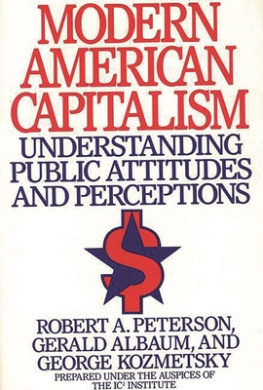 MODERN
AMERICAN
CAPITALISM
UNDERSTANDING
PUBLIC ATTITUDES
AND PERCEPTIONS
$
ROBERT A. PETERSON,
GERALD ALBAUM, AND
GEORGE KOZMETSKY
PREPARED UNDER THE AUSPICES OF
THE IC² INSTITUTE